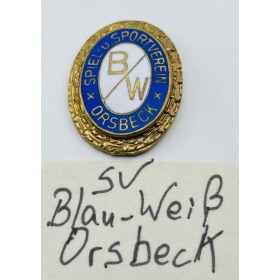 × SPIEL-U. SPORTVEREIN ×
B/W
ORSBECK
SV
Blau-Weiß
Orsbeck